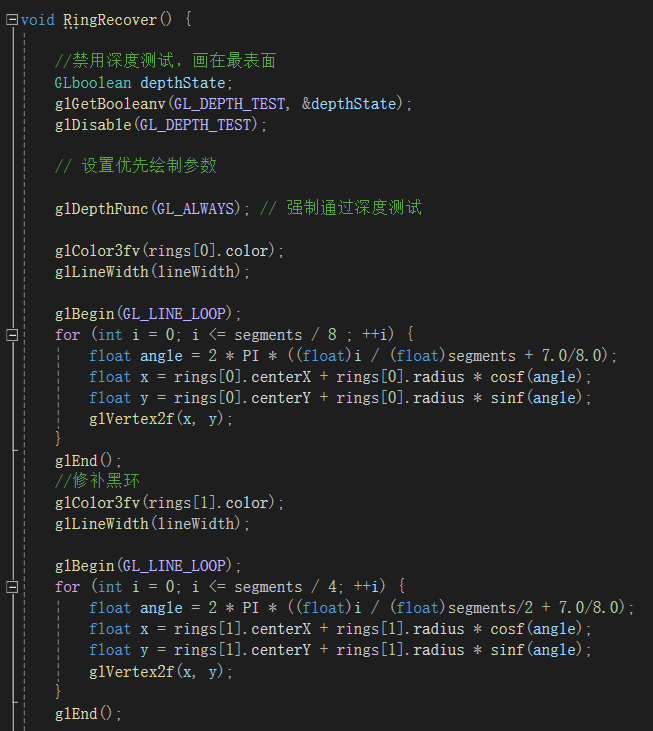 void RingRecover() {
//禁用深度测试，画在最表面
GLboolean depthState;
glGetBooleanv(GL_DEPTH_TEST, &depthState);
glDisable(GL_DEPTH_TEST);
// 设置优先绘制参数
glDepthFunc(GL_ALWAYS); // 强制通过深度测试
glColor3fv(rings[0].color);
glLineWidth(lineWidth);
glBegin(GL_LINE_LOOP);
for (int i = 0; i <= segments / 8 ; ++i) {
float angle = 2 * PI * ((float)i / (float)segments + 7.0/8.0);
float x = rings[0].centerX + rings[0].radius * cosf(angle);
float y = rings[0].centerY + rings[0].radius * sinf(angle);
glVertex2f(x, y);
}
glEnd();
//修补黑环
glColor3fv(rings[1].color);
glLineWidth(lineWidth);
glBegin(GL_LINE_LOOP);
for (int i = 0; i <= segments / 4; ++i) {
float angle = 2 * PI * ((float)i / (float)segments/2 + 7.0/8.0);
float x = rings[1].centerX + rings[1].radius * cosf(angle);
float y = rings[1].centerY + rings[1].radius * sinf(angle);
glVertex2f(x, y);
}
glEnd();